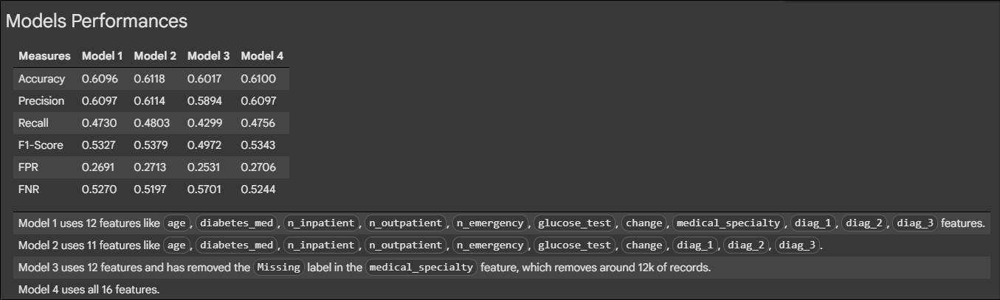 Models Performances
Measures Model 1 Model 2 Model 3 Model 4
Accuracy 0.6096 0.6118 0.6017 0.6100
Precision 0.6097 0.6114 0.5894 0.6097
Recall 0.4730 0.4803 0.4299 0.4756
F1-Score 0.5327 0.5379 0.4972 0.5343
FPR 0.2691 0.2713 0.2531 0.2706
FNR 0.5270 0.5197 0.5701 0.5244
Model 1 uses 12 features like age, diabetes_med, n_inpatient, n_outpatient, n_emergency, glucose_test, change, medical_specialty, diag_1, diag_2, diag_3 features.
Model 2 uses 11 features like age, diabetes_med, n_inpatient, n_outpatient, n_emergency, glucose_test, change, diag_1, diag_2, diag_3.
Model 3 uses 12 features and has removed the Missing label in the medical_specialty feature, which removes around 12k of records.
Model 4 uses all 16 features.